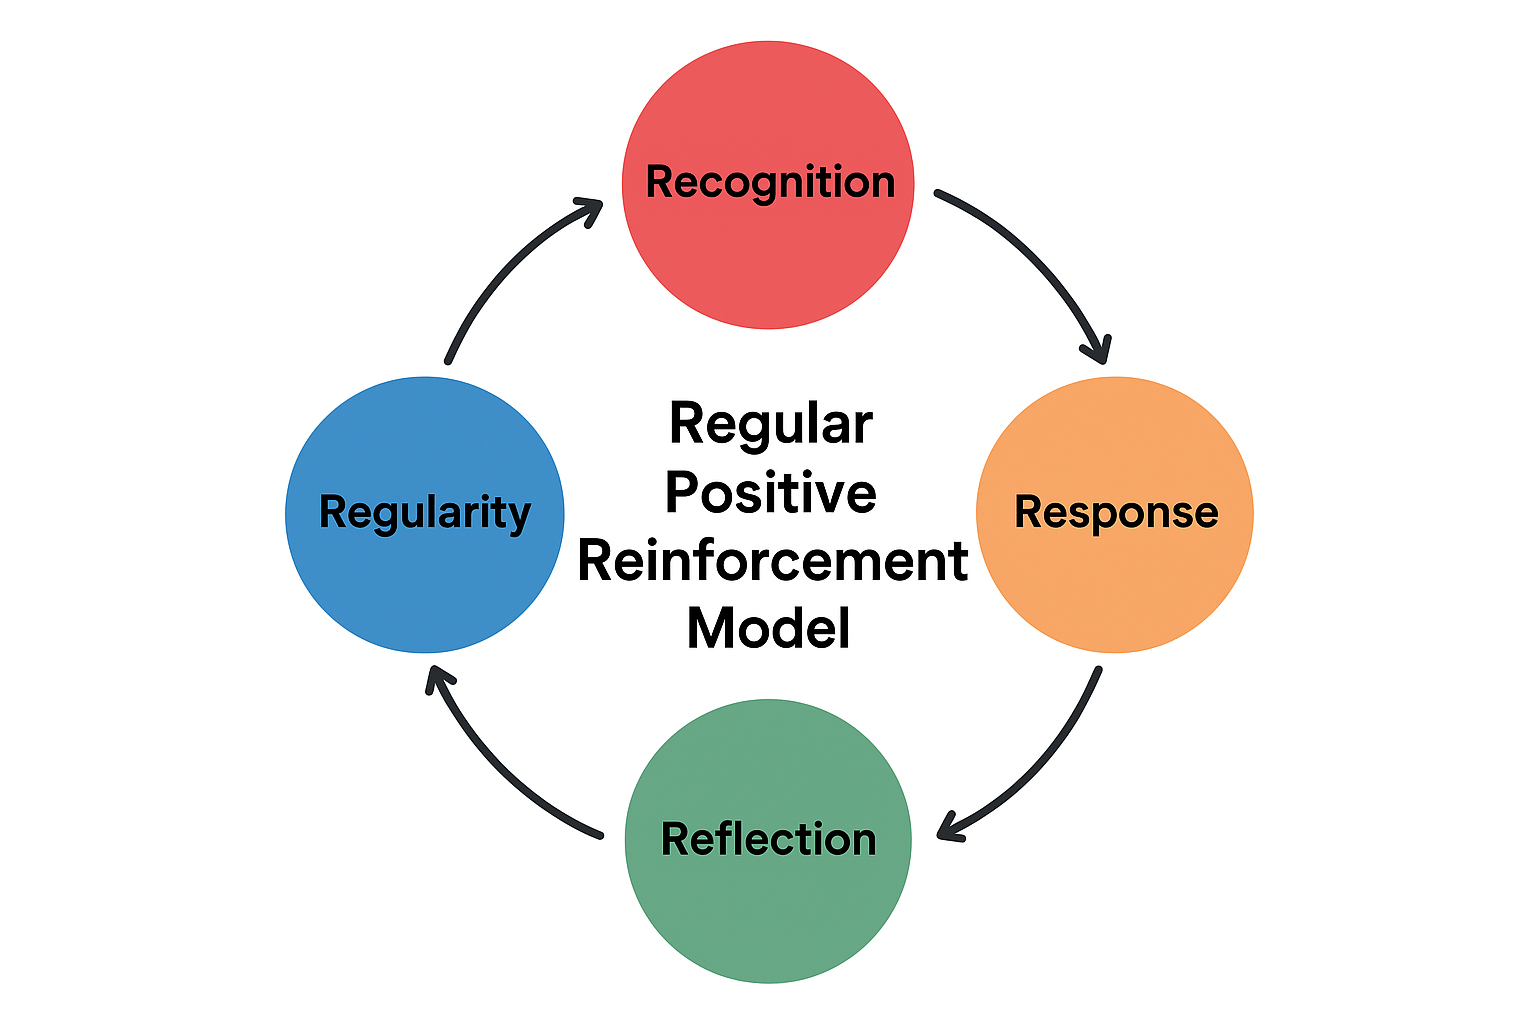 Recognition
Regular
Positive
Reinforcement
Model
Regularity
Response
Reflection